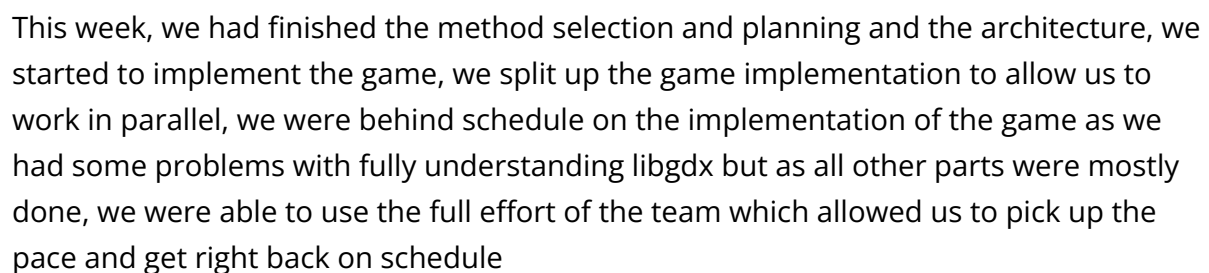 This week, we had finished the method selection and planning and the architecture, we
started to implement the game, we split up the game implementation to allow us to
work in parallel, we were behind schedule on the implementation of the game as we
had some problems with fully understanding libgdx but as all other parts were mostly
done, we were able to use the full effort of the team which allowed us to pick up the
pace and get right back on schedule